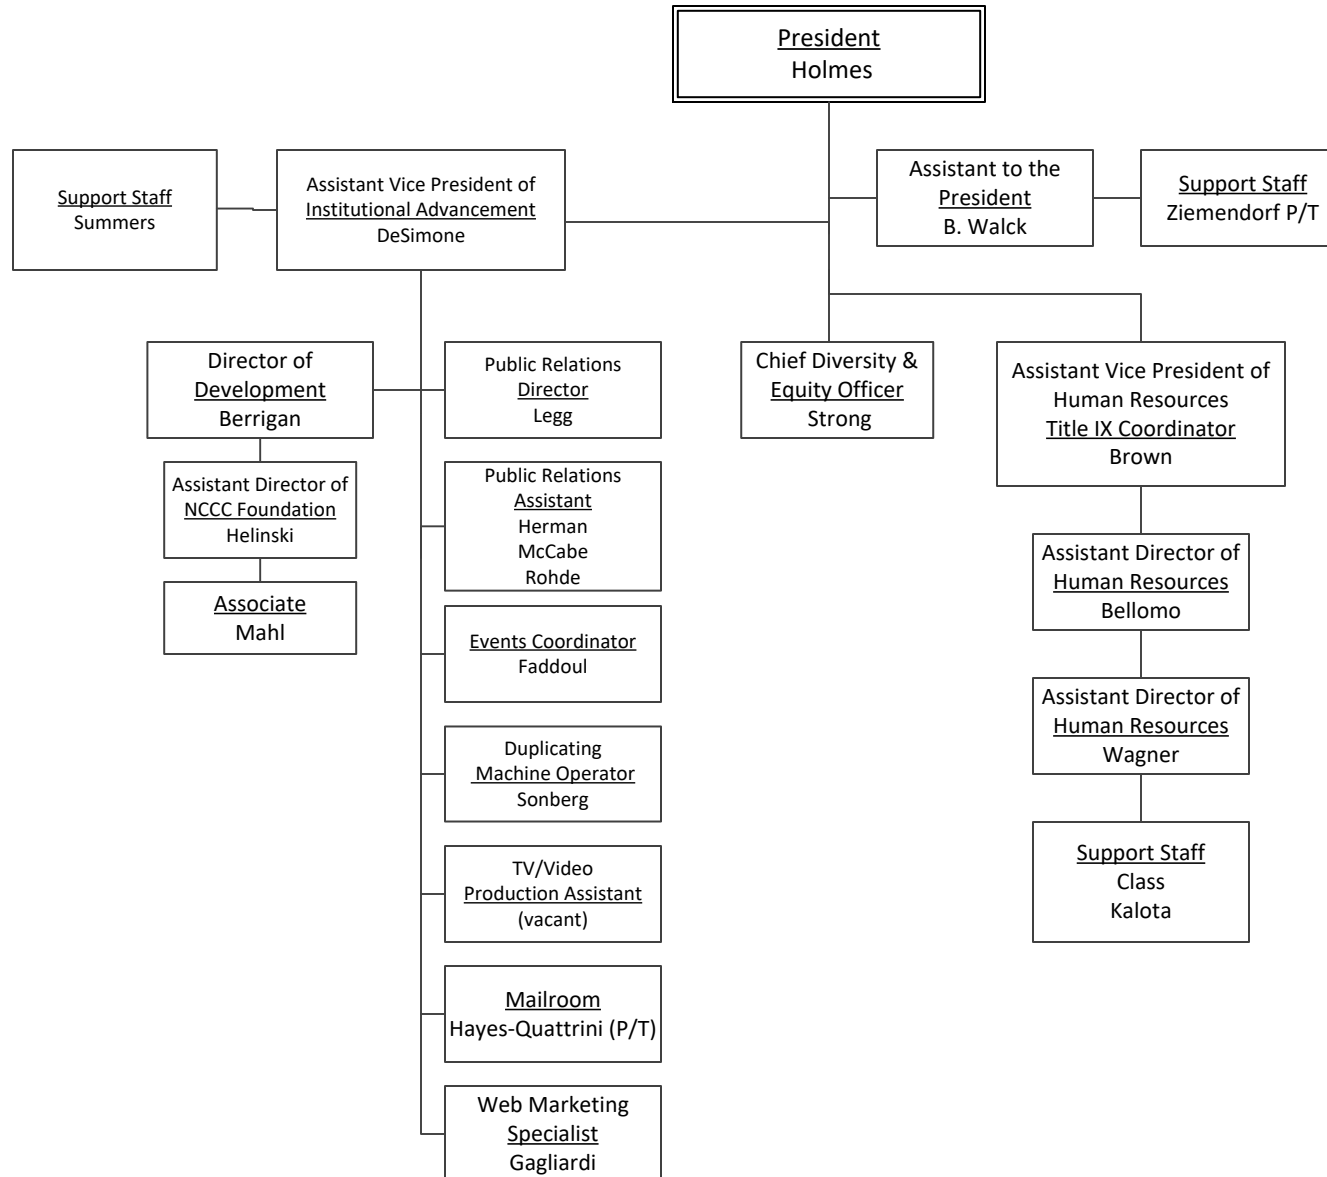 President
Holmes
Support Staff
Summers
Assistant Vice President of
Institutional Advancement
DeSimone
Assistant to the
President
B. Walck
Support Staff
Ziemendorf P/T
Director of
Development
Berrigan
Public Relations
Director
Legg
Chief Diversity &
Equity Officer
Strong
Assistant Vice President of
Human Resources
Title IX Coordinator
Brown
Assistant Director of
NCCC Foundation
Helinski
Public Relations
Assistant
Herman
McCabe
Rohde
Assistant Director of
Human Resources
Bellomo
Associate
Mahl
Events Coordinator
Faddoul
Assistant Director of
Human Resources
Wagner
Duplicating
Machine Operator
Sonberg
TV/Video
Production Assistant
(vacant)
Support Staff
Class
Kalota
Mailroom
Hayes-Quattrini (P/T)
Web Marketing
Specialist
Gagliardi